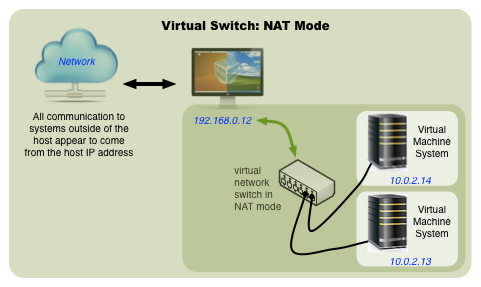 Virtual Switch: NAT Mode
Network
All communication to
systems outside of the
host appear to come
from the host IP address
192.168.0.12
virtual
network
switch in
NAT mode
Virtual
Machine
System
10.0.2.14
Virtual
Machine
System
10.0.2.13